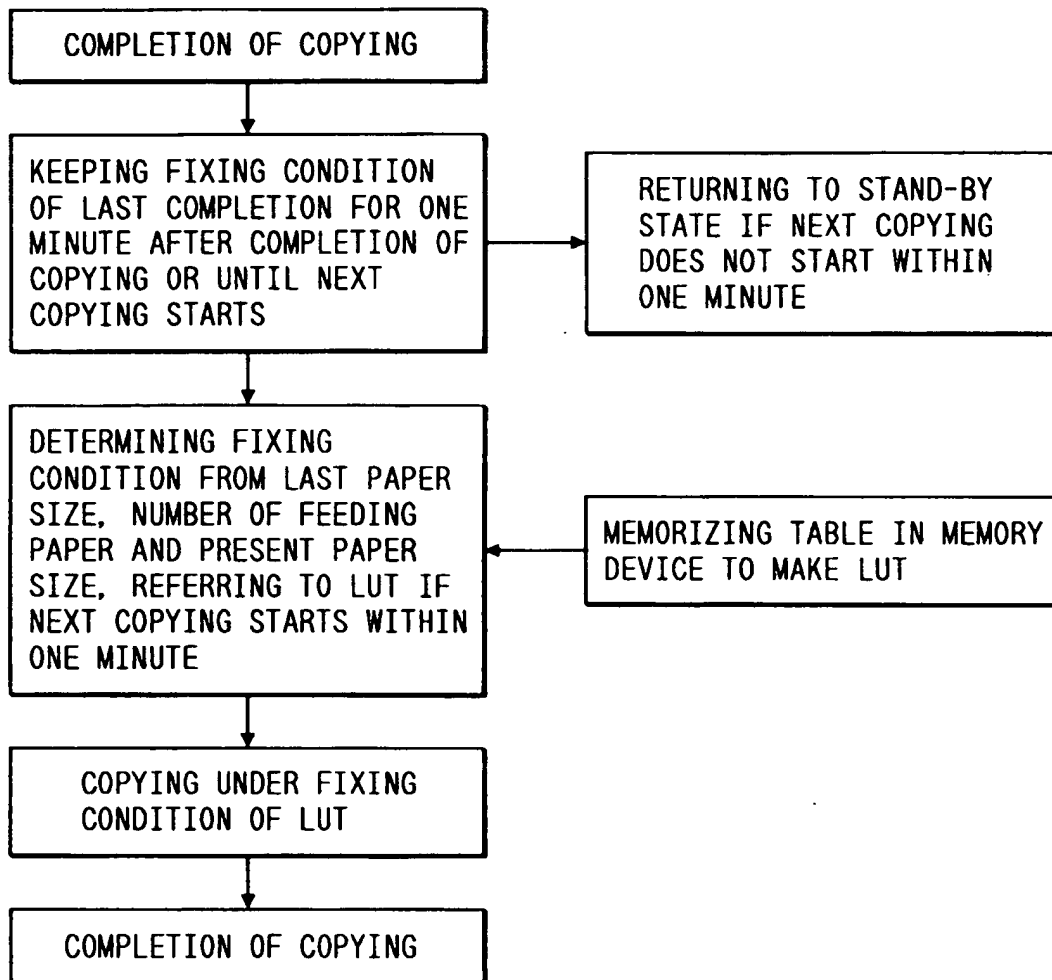 COMPLETION OF COPYING
KEEPING FIXING CONDITION
OF LAST COMPLETION FOR ONE
MINUTE AFTER COMPLETION OF
COPYING OR UNTIL NEXT
COPYING STARTS
RETURNING TO STAND-BY
STATE IF NEXT COPYING
DOES NOT START WITHIN
ONE MINUTE
DETERMINING FIXING
CONDITION FROM LAST PAPER
SIZE, NUMBER OF FEEDING
PAPER AND PRESENT PAPER
SIZE, REFERRING TO LUT IF
NEXT COPYING STARTS WITHIN
ONE MINUTE
MEMORIZING TABLE IN MEMORY
DEVICE TO MAKE LUT
COPYING UNDER FIXING
CONDITION OF LUT
COMPLETION OF COPYING